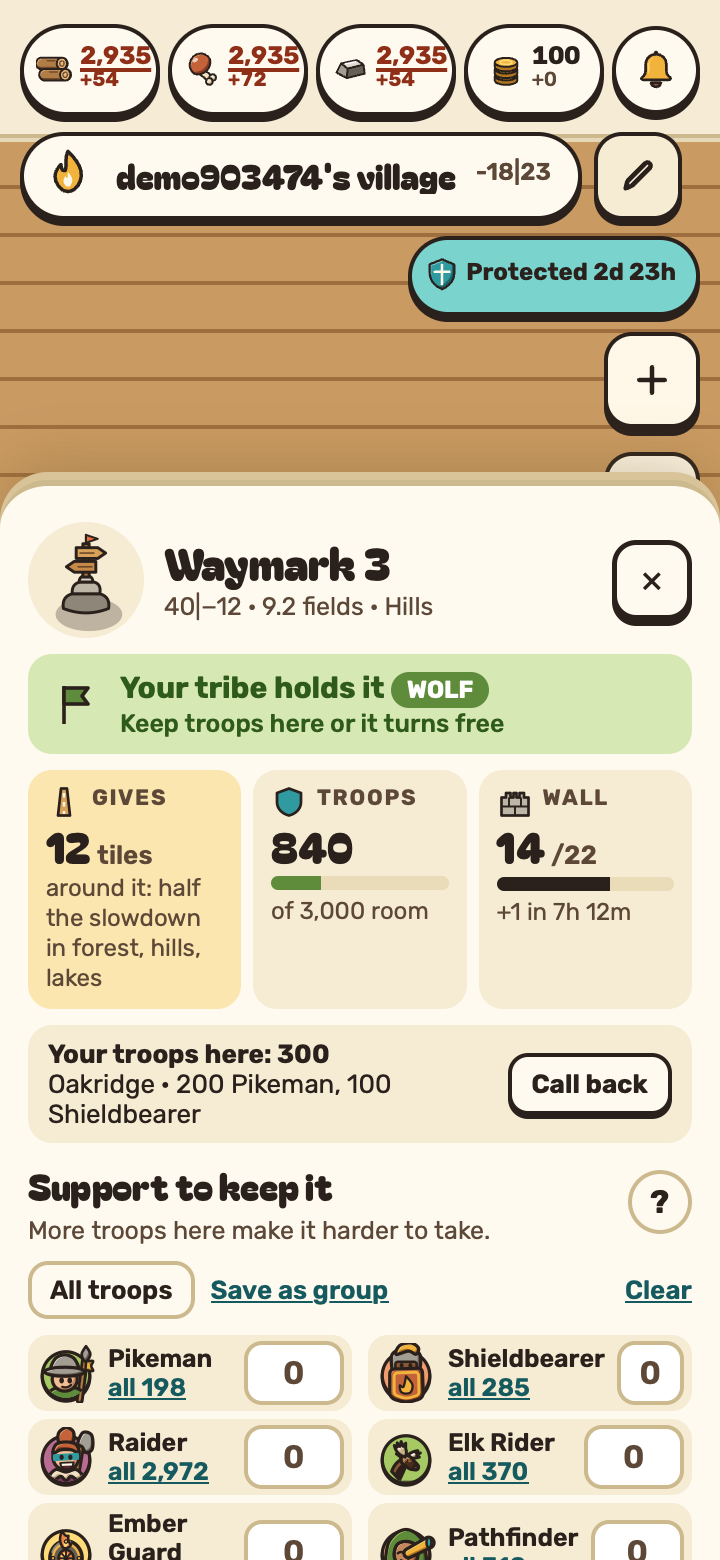 2,935
+54
2,935
+72
2,935
+54
100
+0
demo903474's village -18|23
Protected 2d 23h
+
Waymark 3
×
40|−12 • 9.2 fields • Hills
Your tribe holds it WOLF
Keep troops here or it turns free
GIVES
12 tiles
around it: half
the slowdown
in forest, hills,
lakes
TROOPS
840
of 3,000 room
WALL
14 /22
+1 in 7h 12m
Your troops here: 300
Oakridge • 200 Pikeman, 100
Shieldbearer
Call back
Support to keep it
?
More troops here make it harder to take.
All troops Save as group Clear
Pikeman
all 198
0
Shieldbearer
all 285
0
Raider
all 2,972
0
Elk Rider
all 370
0
Ember
Guard
0
Pathfinder
0